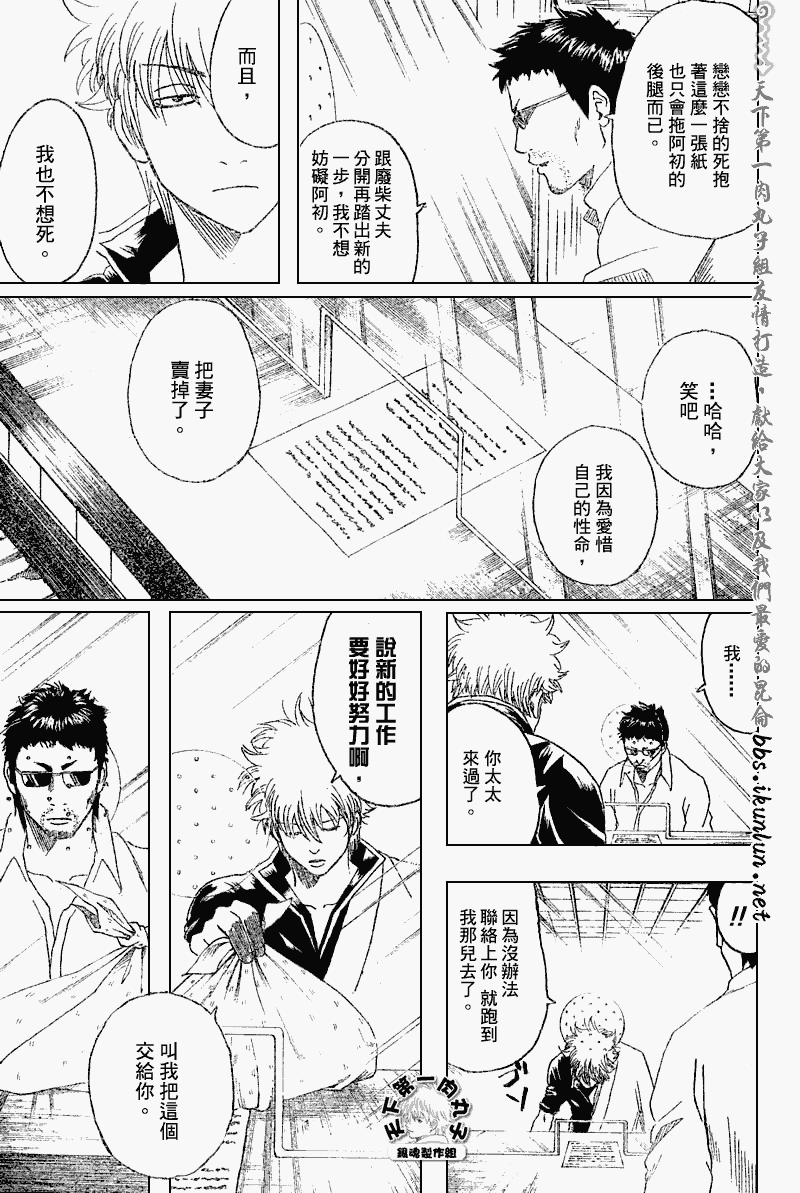 戀戀不捨的死抱
著這麼一張紙
也只會拖阿初的
後腿而已。
跟廢柴丈夫
分開再踏出新的
一步，我不想
妨礙阿初。
而且，
我也不想死。
…哈哈，
笑吧
我因為愛惜
自己的性命，
把妻子
賣掉了。
我……
你太太
來過了。
!!
因為沒辦法
聯絡上你 就跑到
我那兒去了。
說新的工作
要好好努力啊，
叫我把這個
交給你。
天下第一肉丸子組友情打造，獻給大家以及我們最愛的昆侖
bbs.ikunlun.net
天下第一肉丸子
銀魂製作組